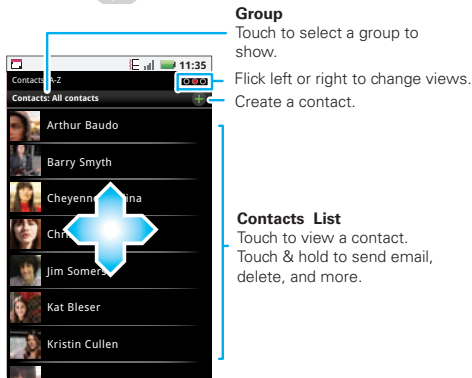 Group
Touch to select a group to
show.
11:35
Contacts: A-Z
Flick left or right to change views.
Contacts: All contacts
Create a contact.
Arthur Baudo
Barry Smyth
Jim Somers
Contacts List
Touch to view a contact.
Touch & hold to send email,
delete, and more.
Kat Bleser
Kristin Cullen